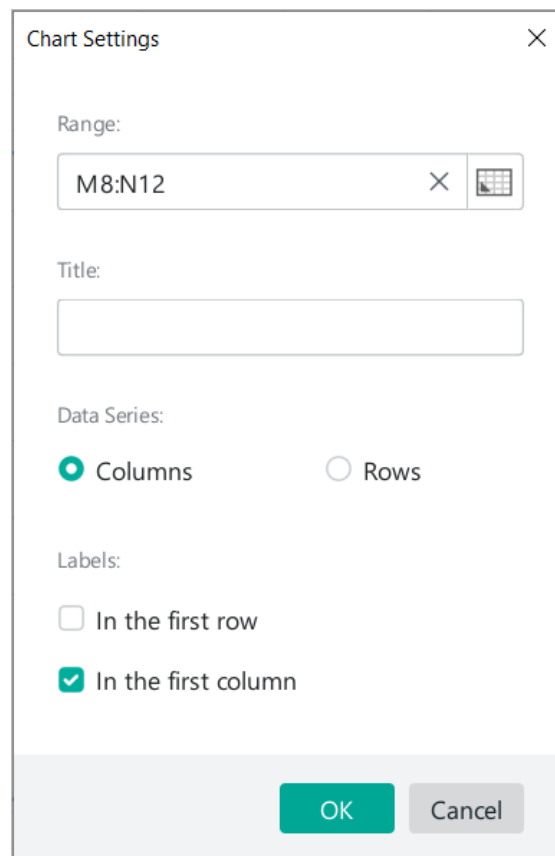 Chart Settings
Range:
M8:N12
Title:
Data Series:
Columns Rows
Labels:
In the first row
In the first column
OK Cancel